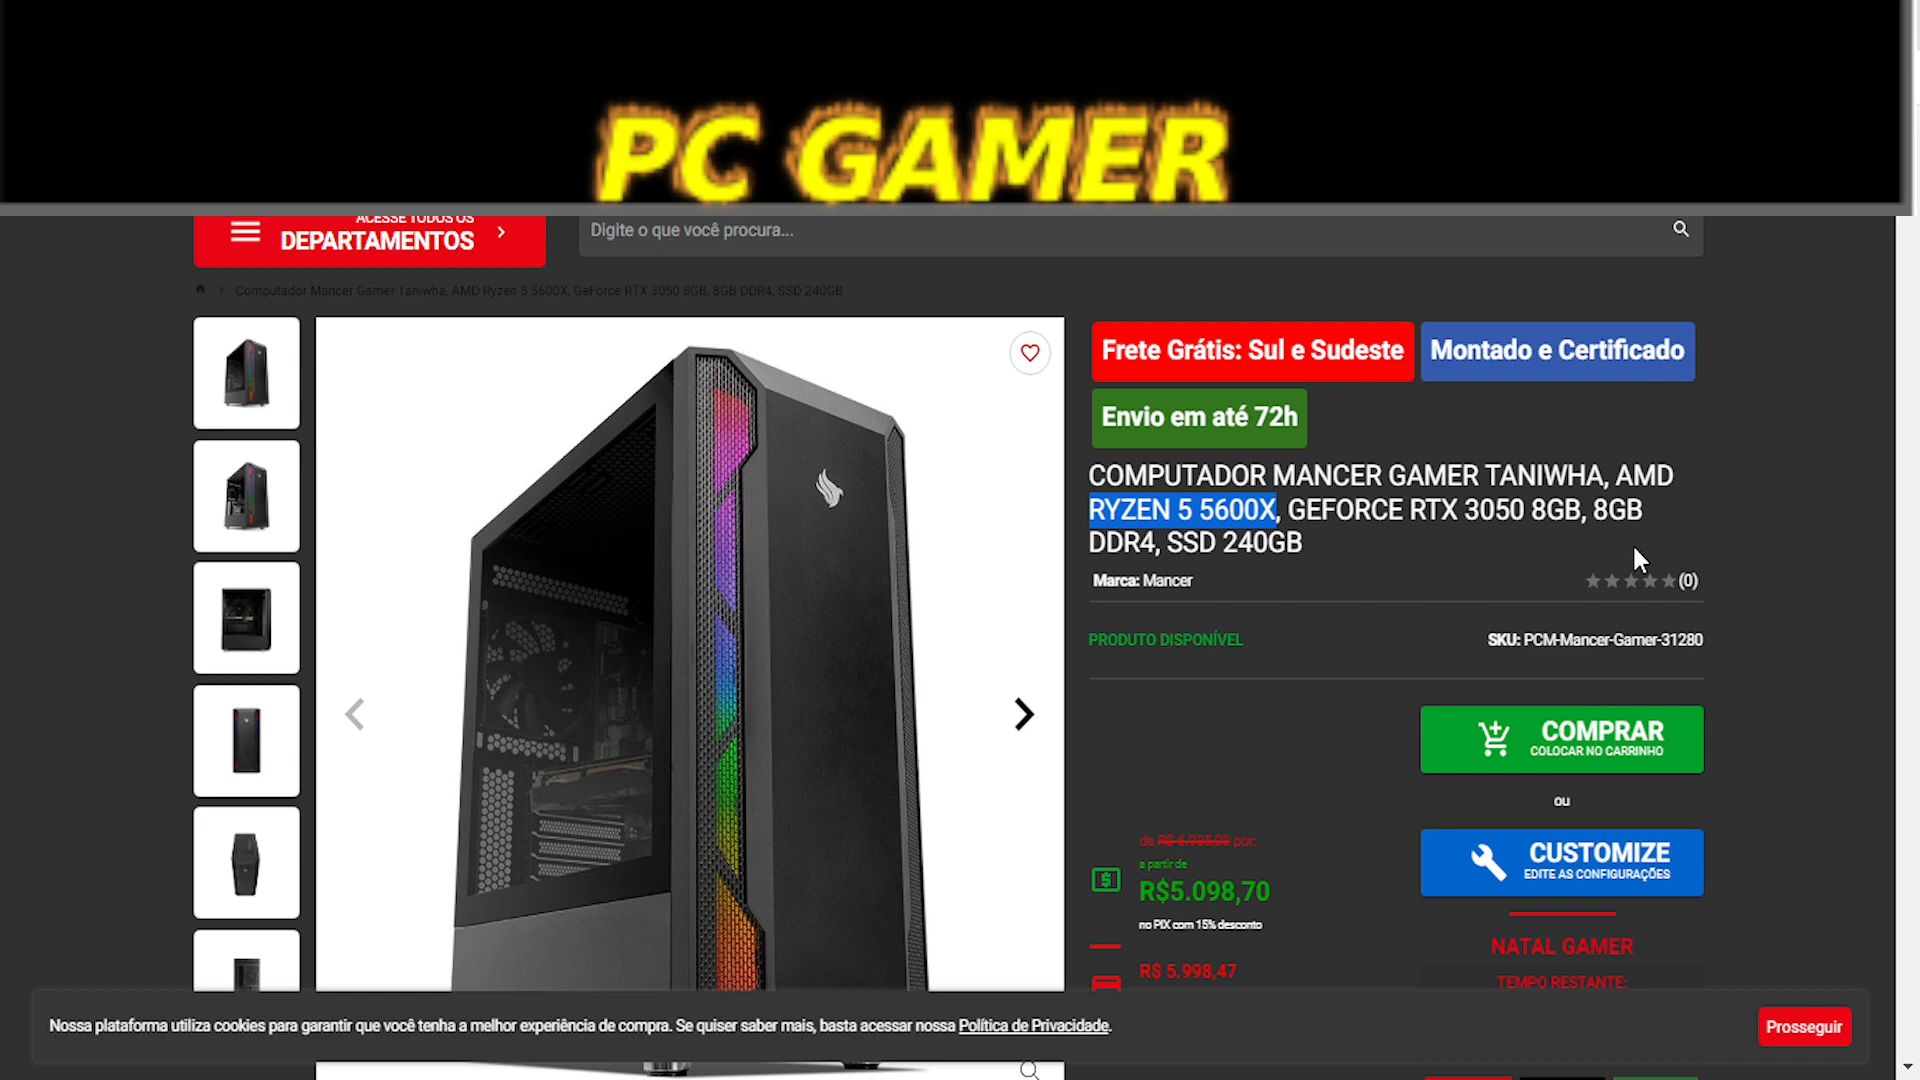 PC GAMER
ACESSE TODOS OS
DEPARTAMENTOS
Digite o que você procura...
Computador Mancer Gamer Taniwha, AMD Ryzen 5 5600X, GeForce RTX 3050 8GB, 8GB DDR4, SSD 240GB
Frete Grátis: Sul e Sudeste
Montado e Certificado
Envio em até 72h
COMPUTADOR MANCER GAMER TANIWHA, AMD
RYZEN 5 5600X, GEFORCE RTX 3050 8GB, 8GB
DDR4, SSD 240GB
Marca: Mancer
(0)
PRODUTO DISPONÍVEL
SKU: PCM-Mancer-Gamer-31280
COMPRAR
COLOCAR NO CARRINHO
ou
CUSTOMIZE
EDITE AS CONFIGURAÇÕES
de R$ 6.935,00 por:
a partir de
R$5.098,70
no PIX com 15% desconto
R$ 5.998,47
NATAL GAMER
TEMPO RESTANTE:
Nossa plataforma utiliza cookies para garantir que você tenha a melhor experiência de compra. Se quiser saber mais, basta acessar nossa Política de Privacidade.
Prosseguir